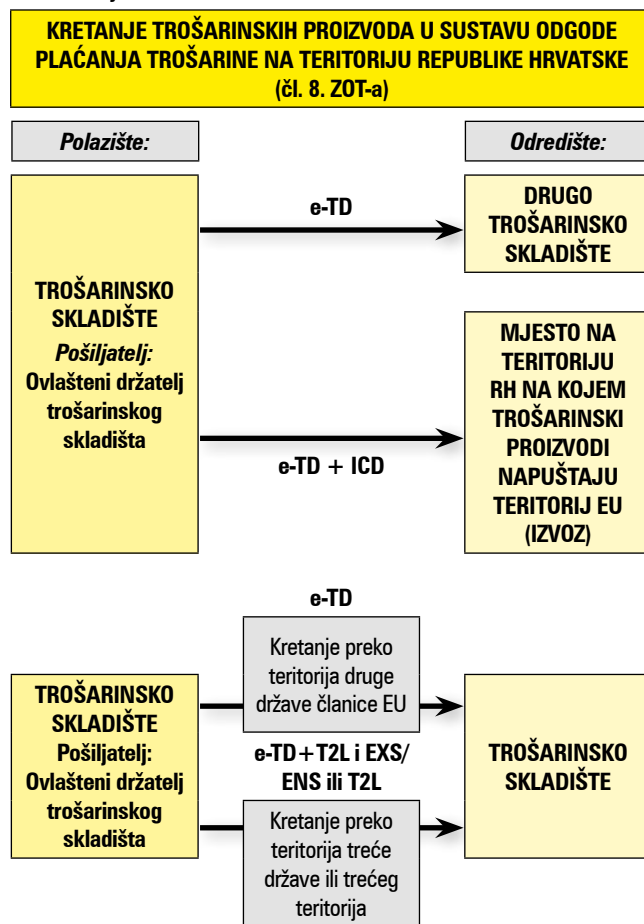 KRETANJE TROŠARINSKIH PROIZVODA U SUSTAVU ODGODE
PLAĆANJA TROŠARINE NA TERITORIJU REPUBLIKE HRVATSKE
(čl. 8. ZOT-a)
Polazište:
Odredište:
TROŠARINSKO
SKLADIŠTE
Pošiljatelj:
Ovlašteni držatelj
trošarinskog
skladišta
e-TD
DRUGO
TROŠARINSKO
SKLADIŠTE
e-TD + ICD
MJESTO NA
TERITORIJU
RH NA KOJEM
TROŠARINSKI
PROIZVODI
NAPUŠTAJU
TERITORIJ EU
(IZVOZ)
TROŠARINSKO
SKLADIŠTE
Pošiljatelj:
Ovlašteni držatelj
trošarinskog
skladišta
e-TD
Kretanje preko
teritorija druge
države članice EU
e-TD+T2L i EXS/
ENS ili T2L
Kretanje preko
teritorija treće
države ili trećeg
teritorija
TROŠARINSKO
SKLADIŠTE